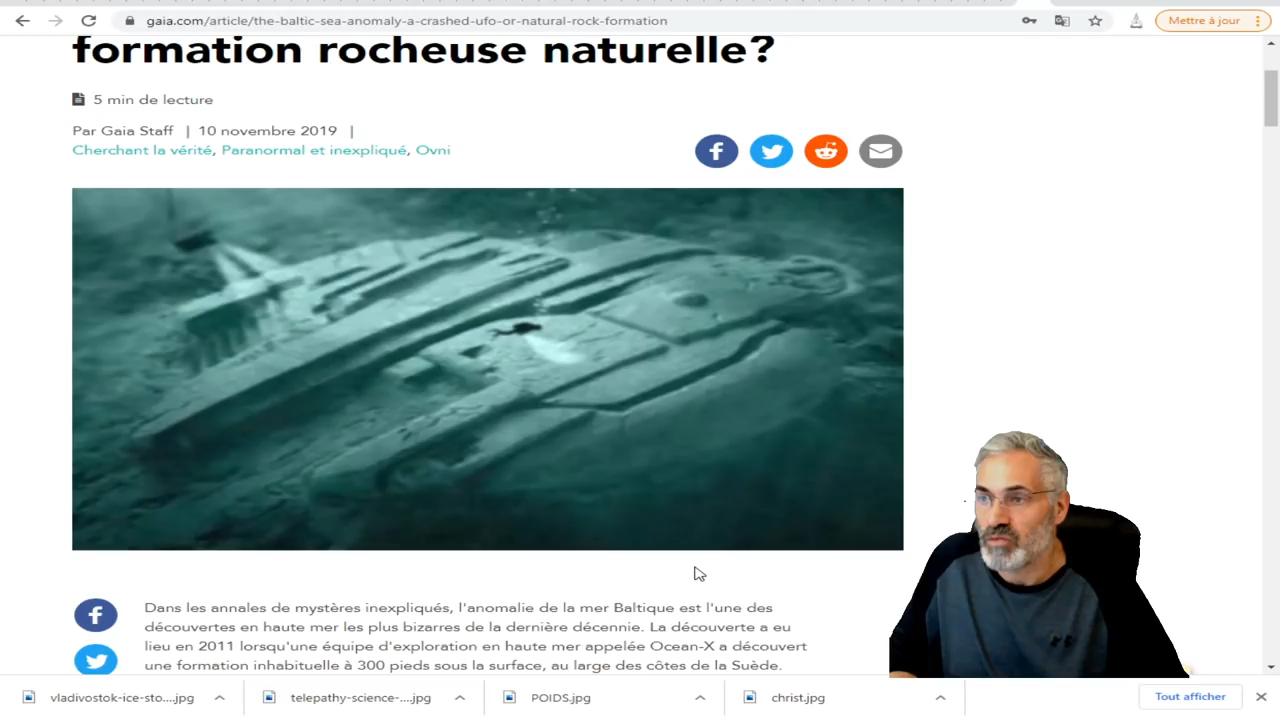 gaia.com/article/the-baltic-sea-anomaly-a-crashed-ufo-or-natural-rock-formation
Mettre à jour
formation rocheuse naturelle?
5 min de lecture
Par Gaia Staff | 10 novembre 2019 |
Cherchant la vérité, Paranormal et inexpliqué, Ovni
Dans les annales de mystères inexpliqués, l'anomalie de la mer Baltique est l'une des
découvertes en haute mer les plus bizarres de la dernière décennie. La découverte a eu
lieu en 2011 lorsqu'une équipe d'exploration en haute mer appelée Ocean-X a découvert
une formation inhabituelle à 300 pieds sous la surface, au large des côtes de la Suède.
vladivostok-ice-sto....jpg
telepathy-science-....jpg
POIDS.jpg
christ.jpg
Tout afficher